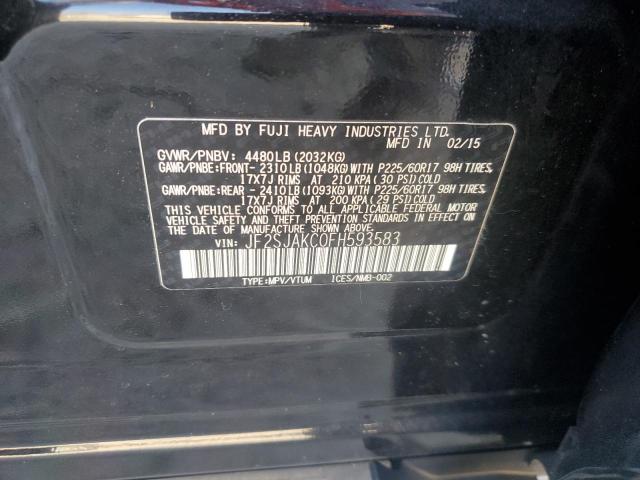 MFD BY FUJI HEAVY INDUSTRIES LTD.
MFD IN 02/15
GVWR/PNBV: 4480LB(2032KG)
GAWR/PNBE:FRONT- 2310LB(1048KG)WITH P225/60R17 98H TIRES,
17X7J RIMS AT 210 KPA(30 PSI)COLD
GAWR/PNBE:REAR -2410LB(1093KG)WITH P225/60R17 98H TIRES,
17X7J RIMS AT 200 KPA(29 PSI)COLD
THIS VEHICLE CONFORMS TO ALL APPLICABLE FEDERAL MOTOR
VEHICLE SAFETY STANDARDS IN EFFECT ON THE DATE OF
MANUFACTURE SHOWN ABOVE.
VIN: JF2SJAKC0FH593583
TYPE:MPV/VTUM ICES/NMB-002